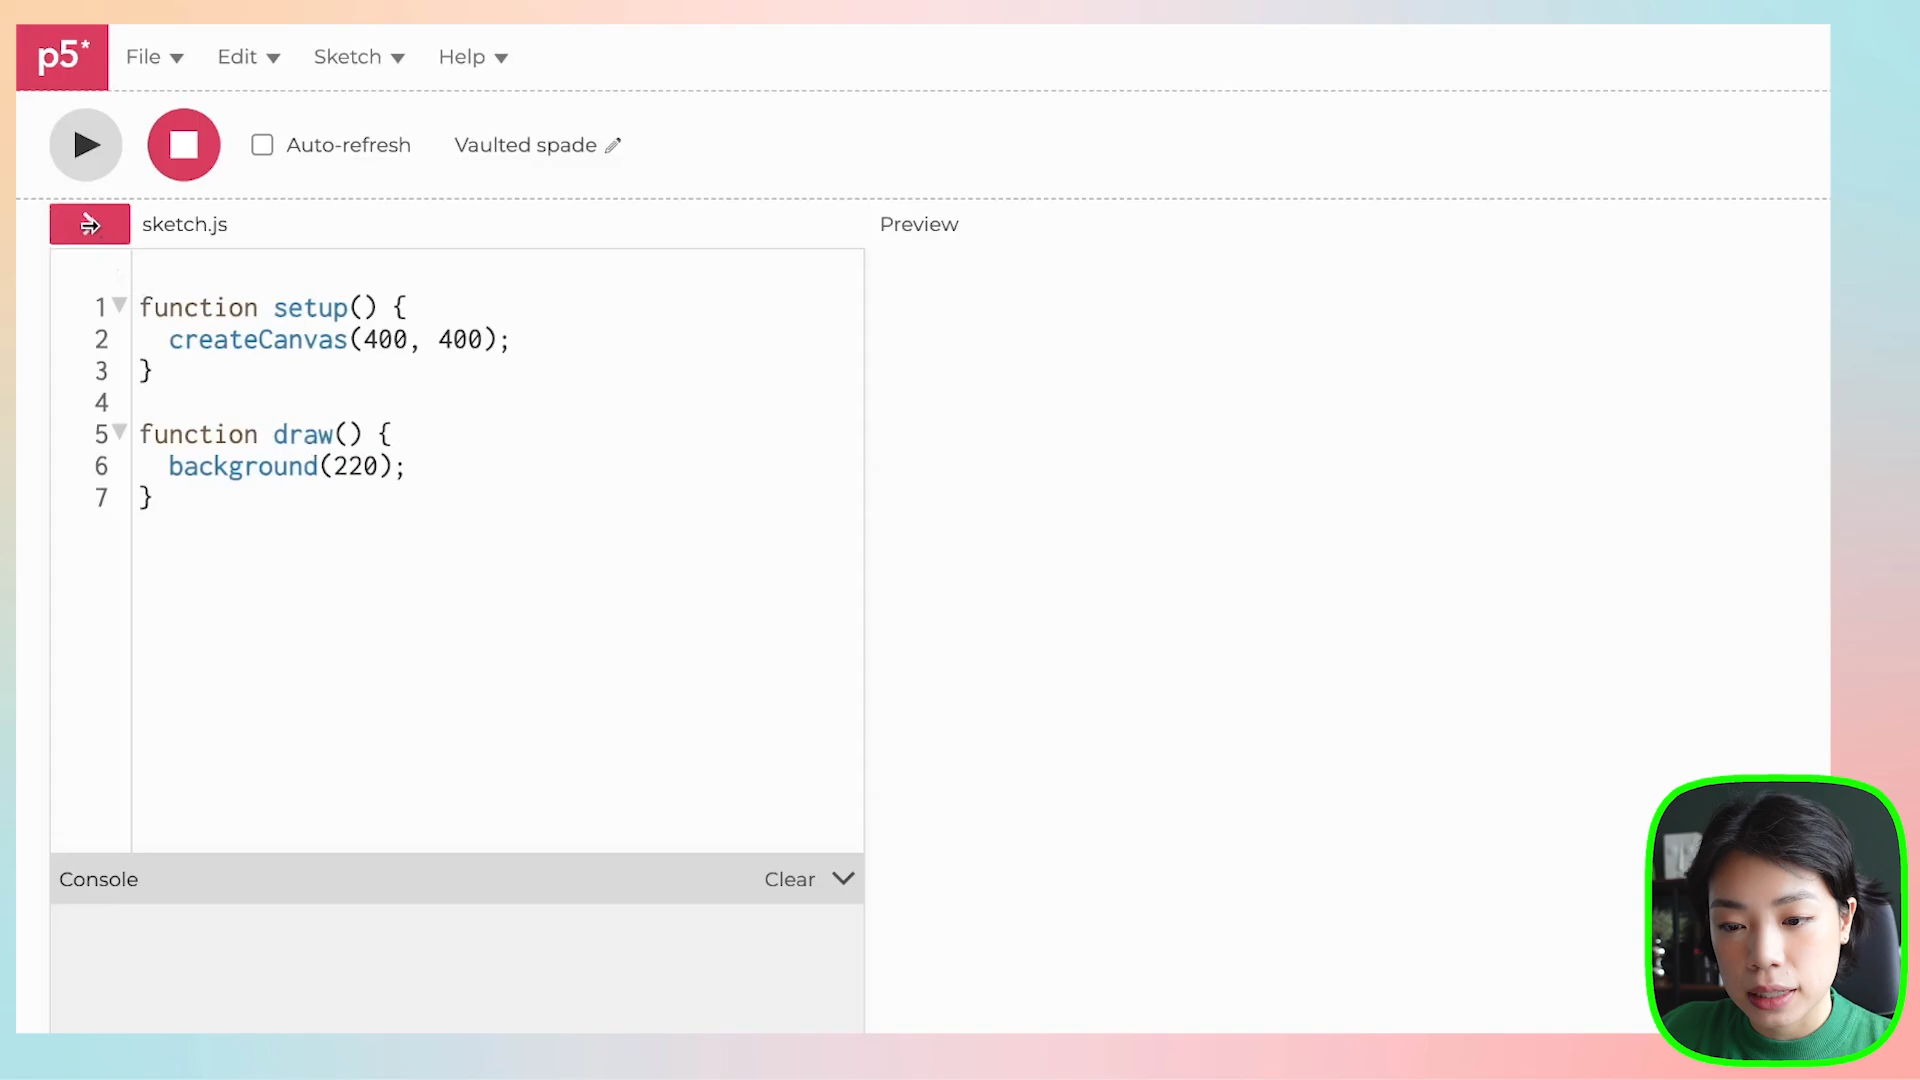 p5*
File
Edit
Sketch
Help
Auto-refresh
Vaulted spade
sketch.js
Preview
1 function setup() {
2 createCanvas(400, 400);
3 }
4
5 function draw() {
6 background(220);
7 }
Console
Clear